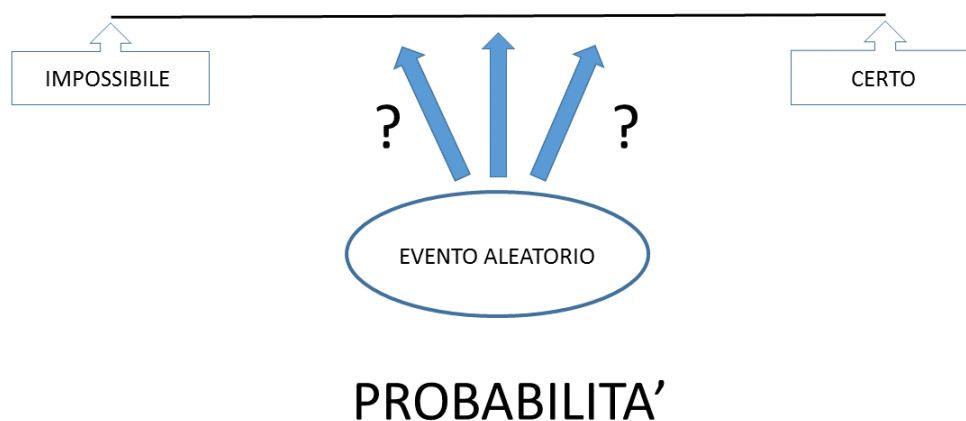 IMPOSSIBILE
CERTO
?
?
EVENTO ALEATORIO
PROBABILITA’